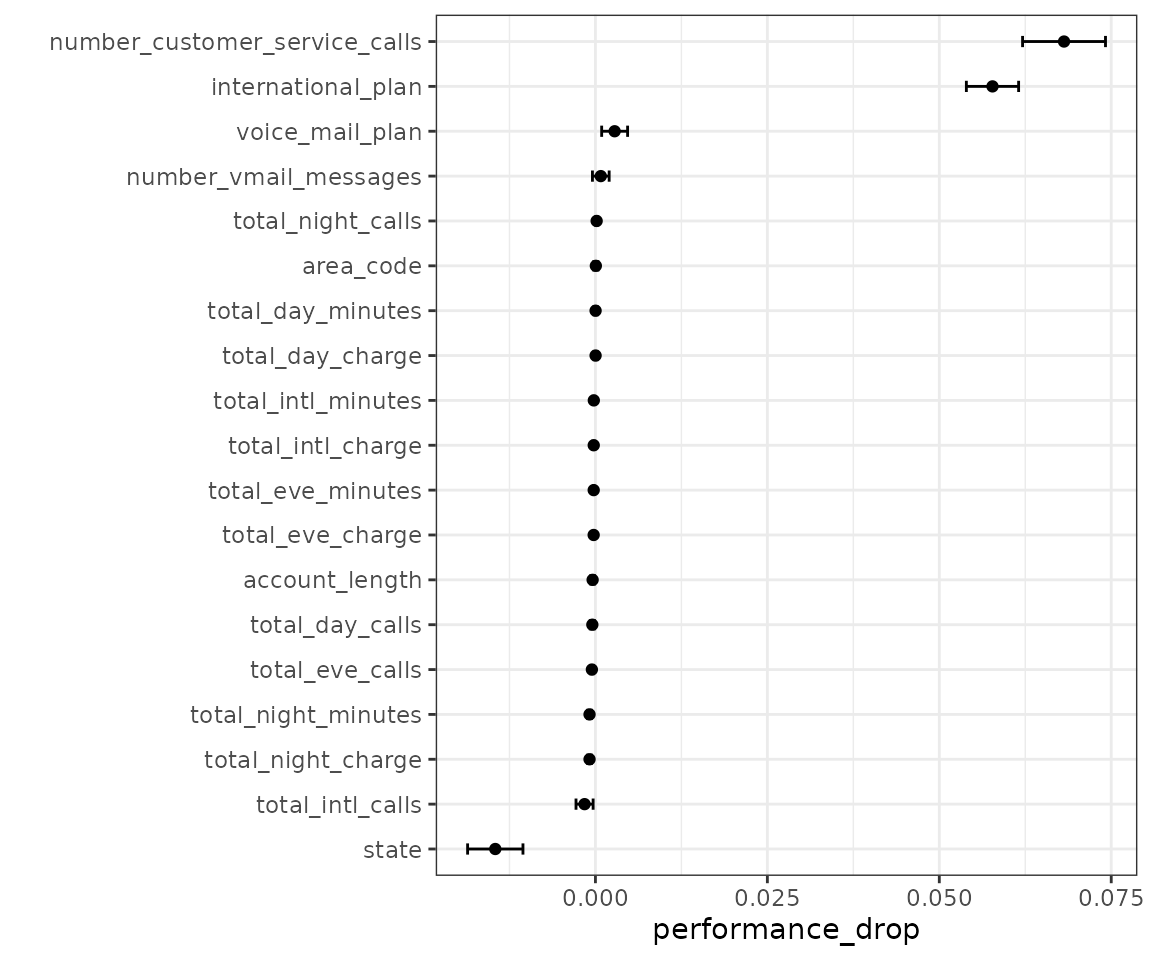 number_customer_service_calls
international_plan
voice_mail_plan
number_vmail_messages
total_night_calls
area_code
total_day_minutes
total_day_charge
total_intl_minutes
total_intl_charge
total_eve_minutes
total_eve_charge
account_length
total_day_calls
total_eve_calls
total_night_minutes
total_night_charge
total_intl_calls
state
0.000 0.025 0.050 0.075
performance_drop